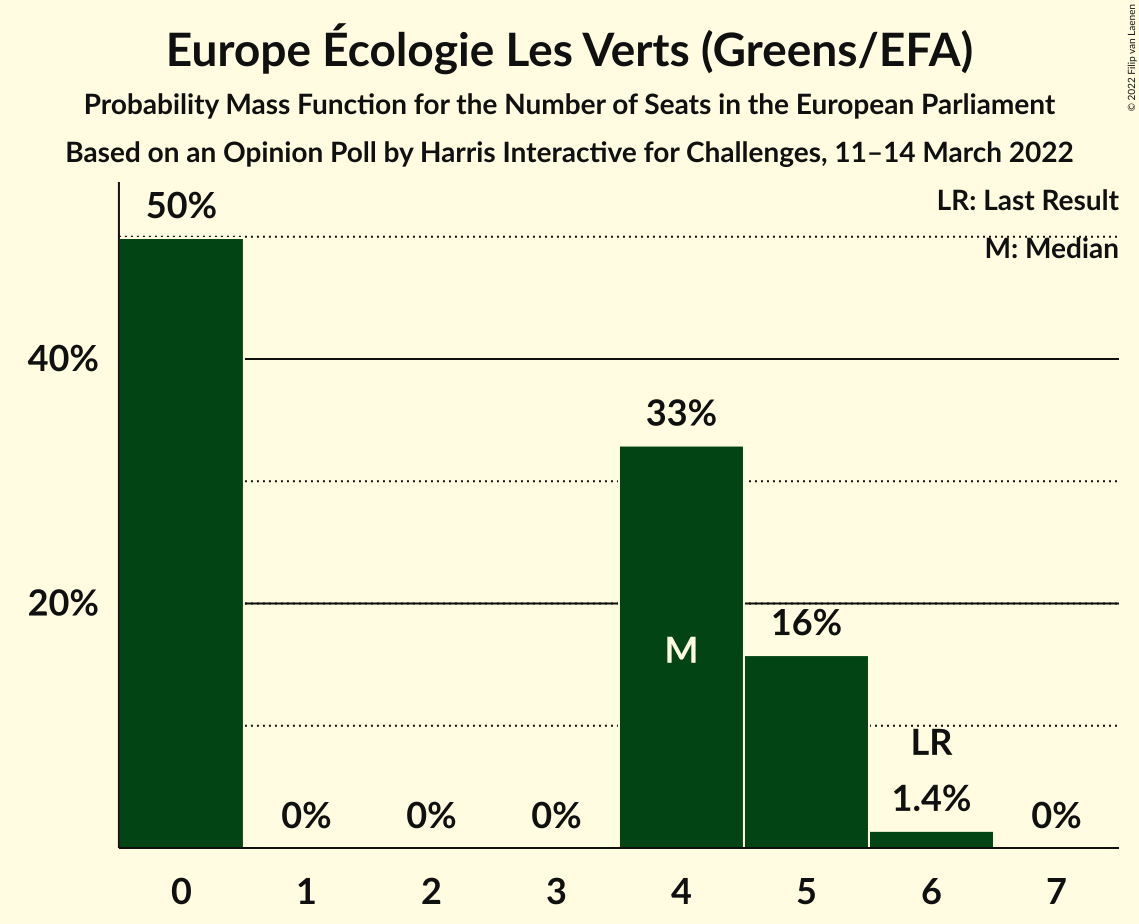 Europe Écologie Les Verts (Greens/EFA)
Probability Mass Function for the Number of Seats in the European Parliament
Based on an Opinion Poll by Harris Interactive for Challenges, 11–14 March 2022
© 2022 Filip van Laenen
LR: Last Result
M: Median
50%
40%
33%
20%
16%
M
LR
1.4%
0%
0%
0%
0%
0
1
2
3
4
5
6
7